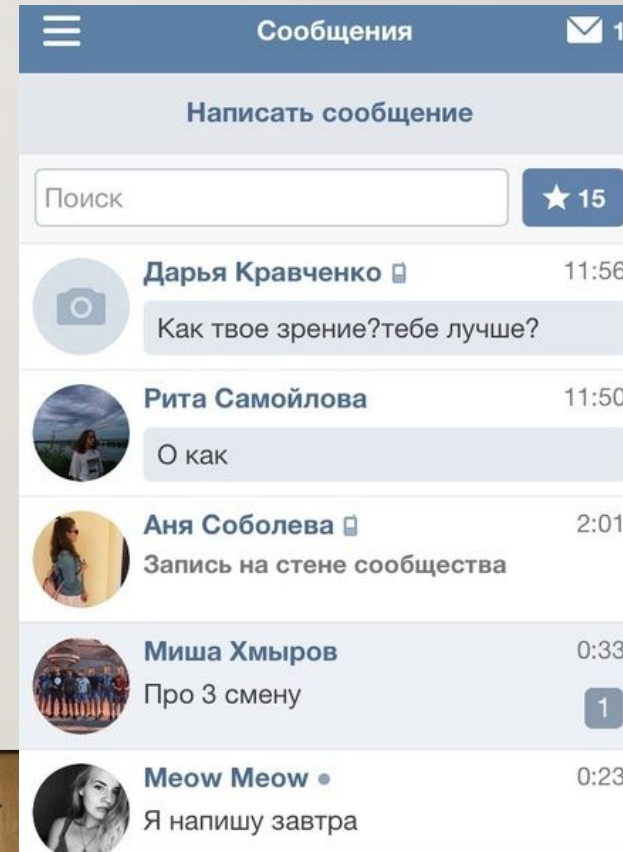 Сообщения 1
Написать сообщение
Поиск
15
Дарья Кравченко 11:56
Как твое зрение?тебе лучше?
Рита Самойлова 11:50
О как
Аня Соболева 2:01
Запись на стене сообщества
Миша Хмыров 0:33
Про 3 смену
1
Meow Meow 0:23
Я напишу завтра